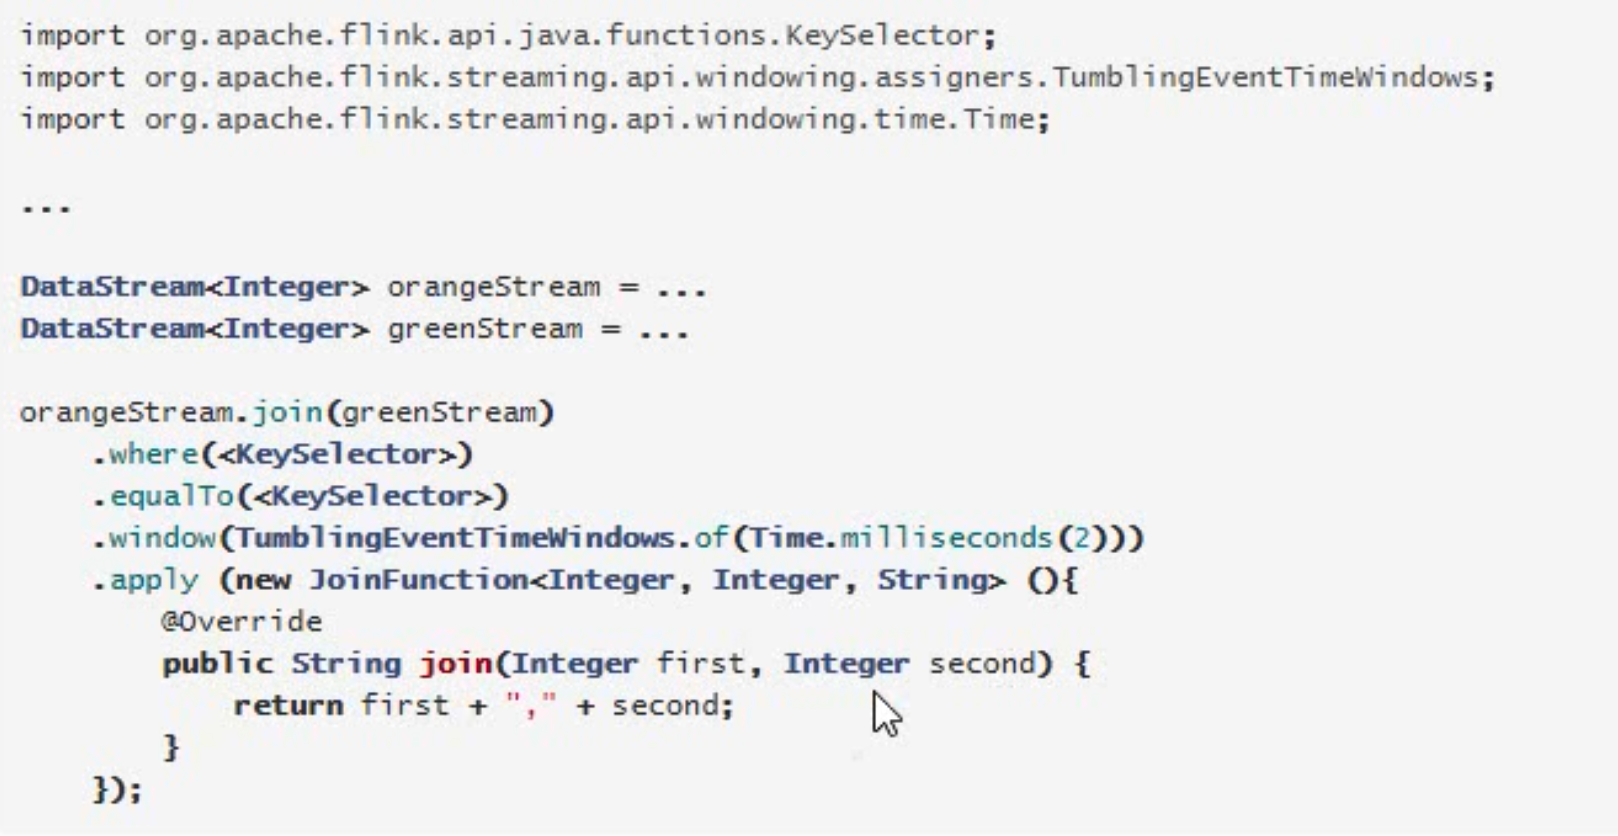 import org.apache.flink.api.java.functions.KeySelector;
import org.apache.flink.streaming.api.windowing.assigners.TumblingEventTimeWindows;
import org.apache.flink.streaming.api.windowing.time.Time;

...

DataStream<Integer> orangeStream = ...
DataStream<Integer> greenStream = ...

orangeStream.join(greenStream)
    .where(<KeySelector>)
    .equalTo(<KeySelector>)
    .window(TumblingEventTimeWindows.of(Time.milliseconds(2)))
    .apply (new JoinFunction<Integer, Integer, String> (){
        @Override
        public String join(Integer first, Integer second) {
            return first + "," + second;
        }
    });